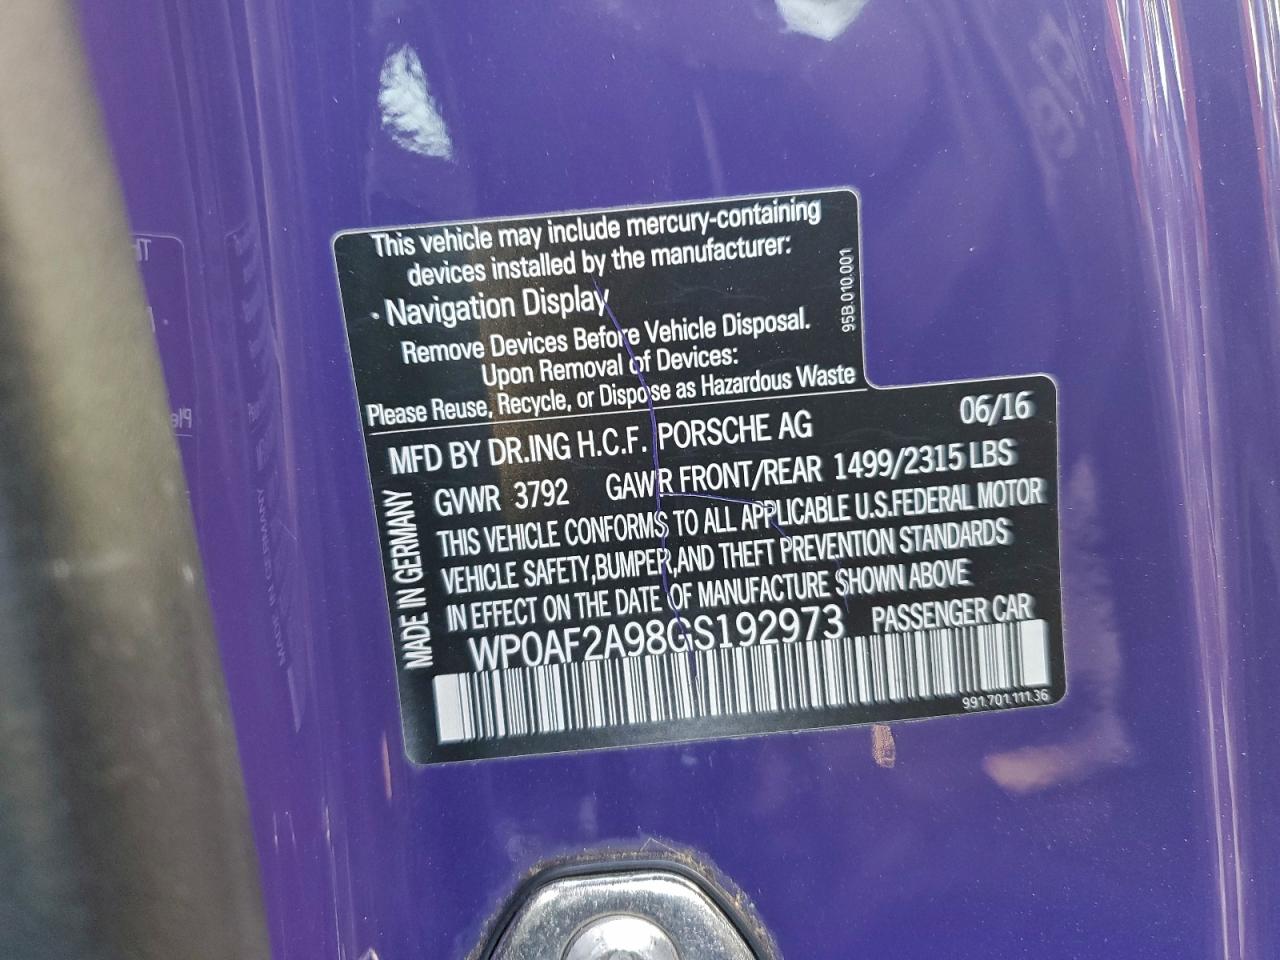 This vehicle may include mercury-containing
devices installed by the manufacturer:
· Navigation Display
Remove Devices Before Vehicle Disposal.
Upon Removal of Devices:
Please Reuse, Recycle, or Dispose as Hazardous Waste
95B.010.001
MFD BY DR.ING H.C.F. PORSCHE AG 06/16
GVWR 3792 GAWR FRONT/REAR 1499/2315 LBS
THIS VEHICLE CONFORMS TO ALL APPLICABLE U.S.FEDERAL MOTOR
VEHICLE SAFETY,BUMPER,AND THEFT PREVENTION STANDARDS
IN EFFECT ON THE DATE OF MANUFACTURE SHOWN ABOVE
WP0AF2A98GS192973 PASSENGER CAR
MADE IN GERMANY
991.701.111.36